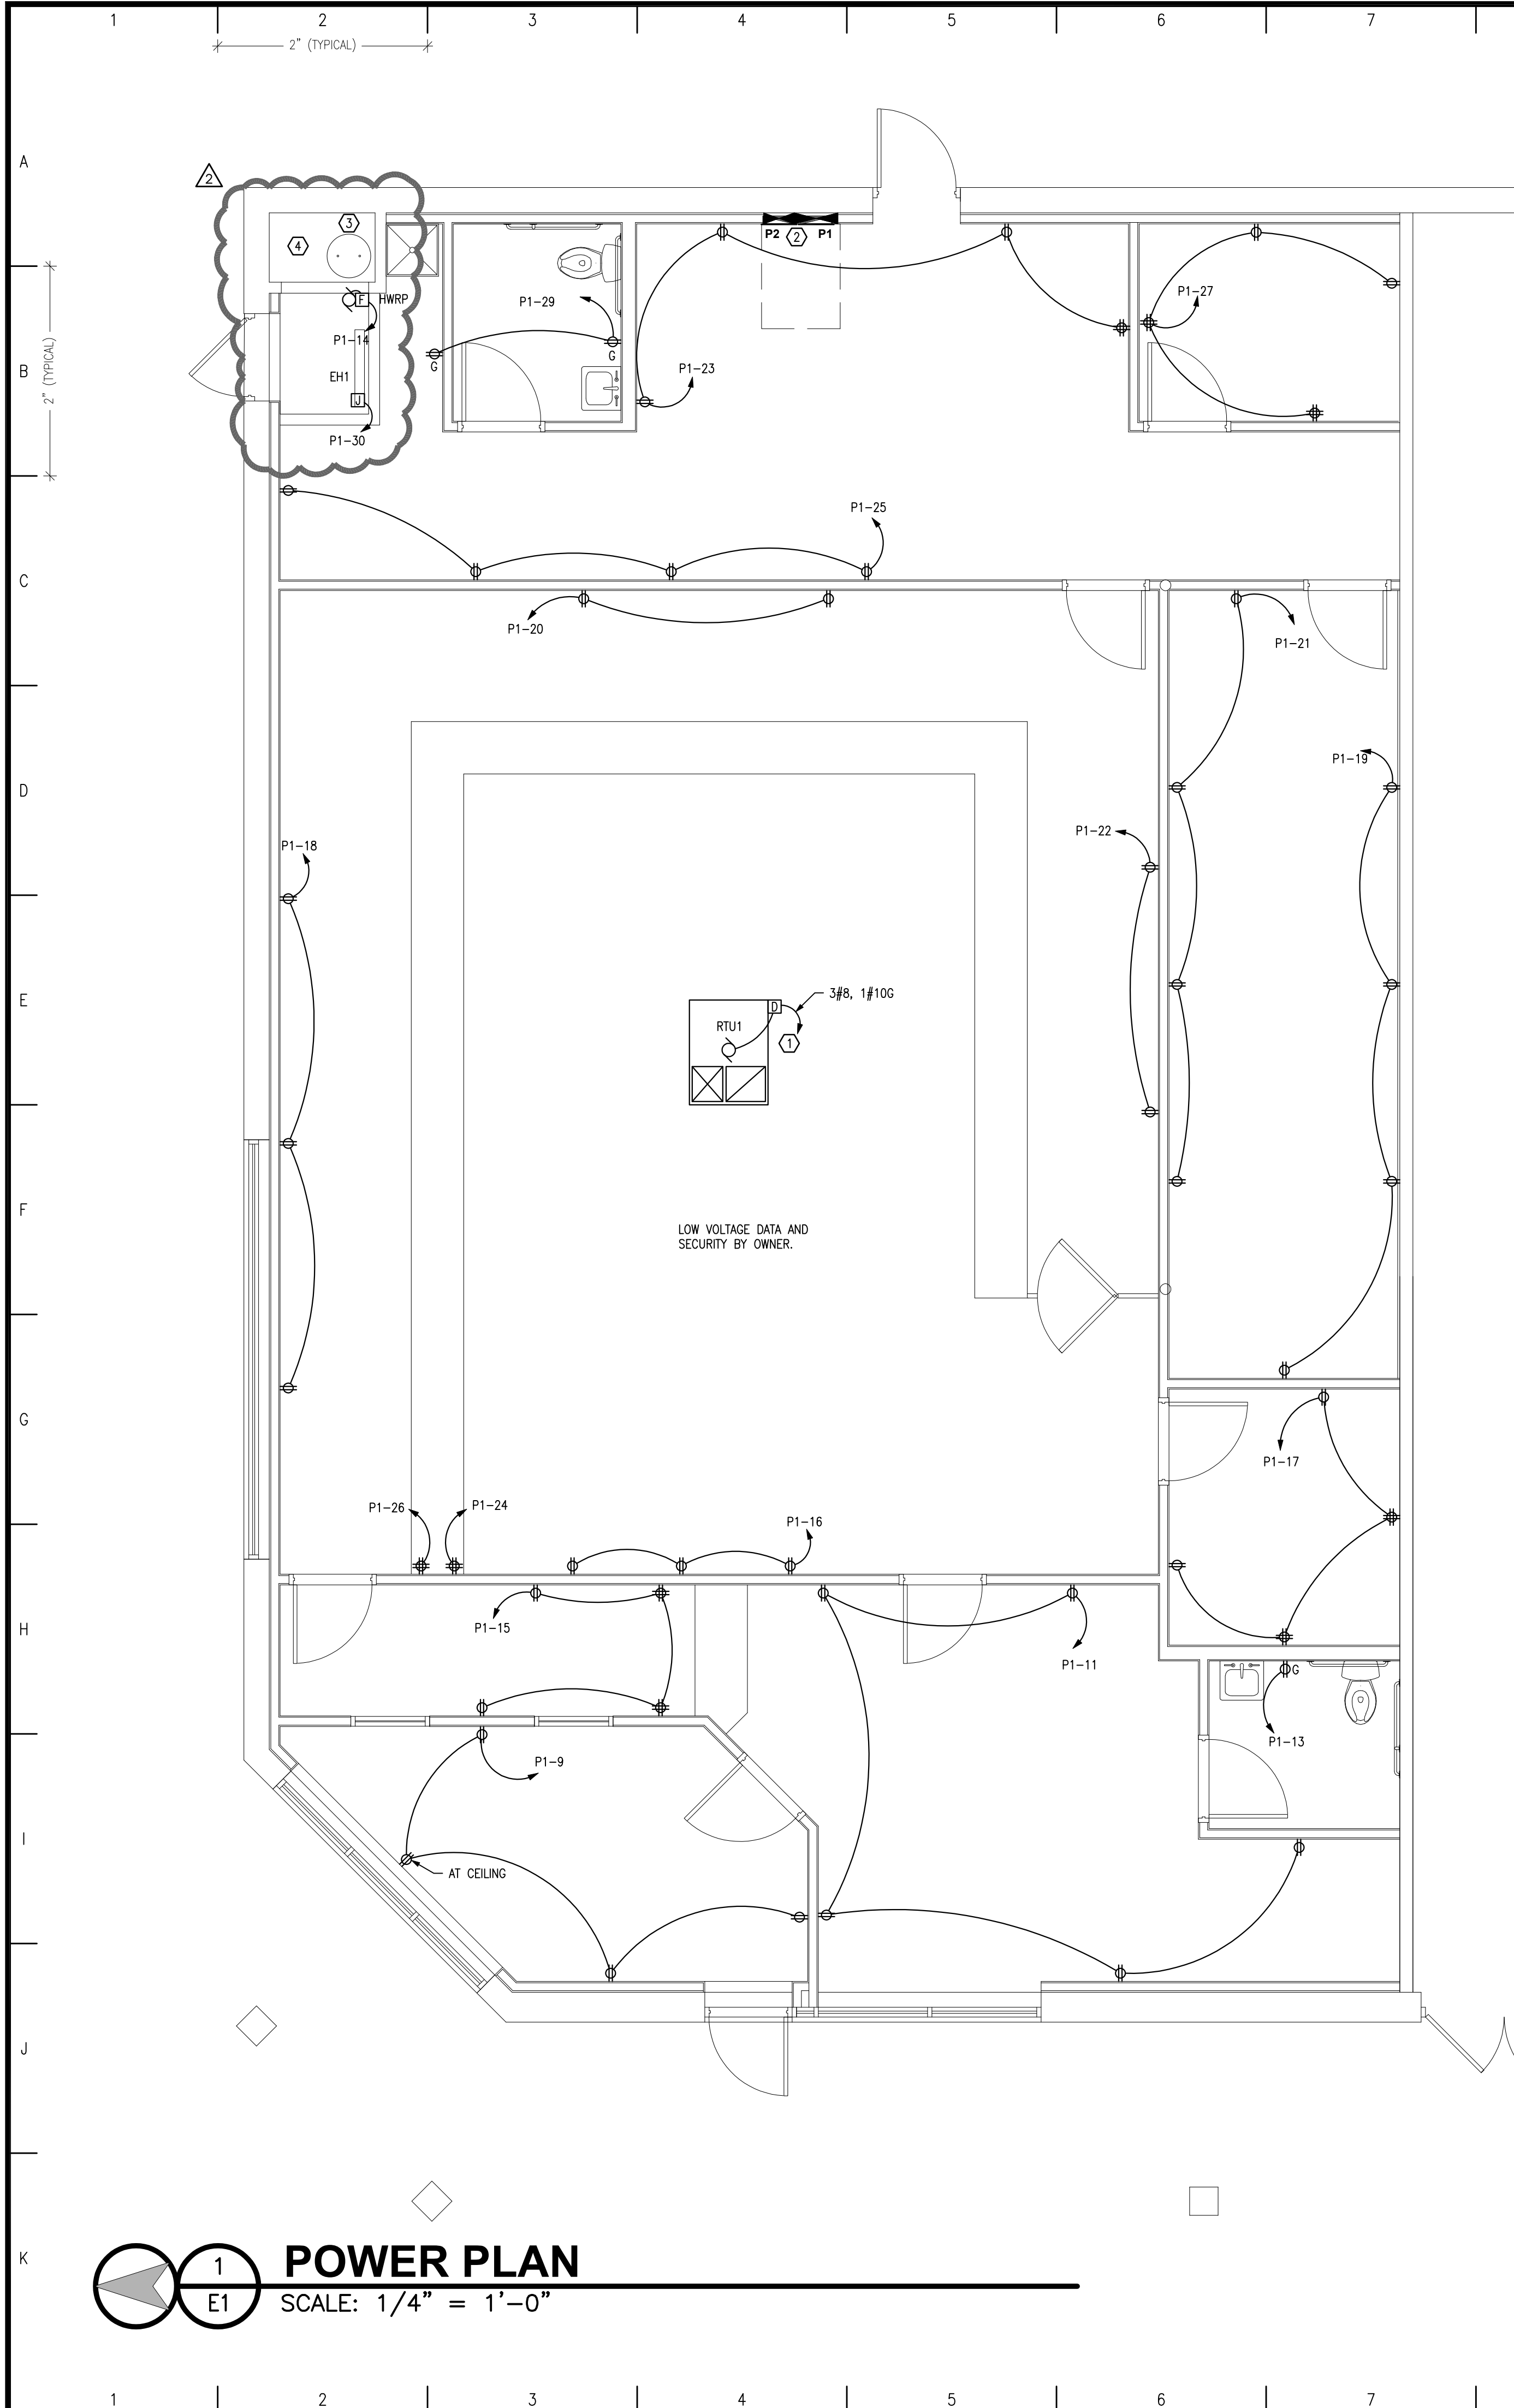 1 2 3 4 5 6 7
2” (TYPICAL)
A
2
3
4
P2 2 P1
F HWRP
P1-29
P1-27
P1-14
G
G
B
2” (TYPICAL)
P1-23
EH1
J
P1-30
P1-25
C
P1-20
P1-21
D
P1-19
P1-22
P1-18
E
3#8, 1#10G
D
RTU1
1
F
LOW VOLTAGE DATA AND
SECURITY BY OWNER.
G
P1-17
P1-26
P1-24
P1-16
H
P1-15
P1-11
G
P1-13
P1-9
I
AT CEILING
J
K
1
E1
POWER PLAN
SCALE: 1/4” = 1’-0”
1 2 3 4 5 6 7